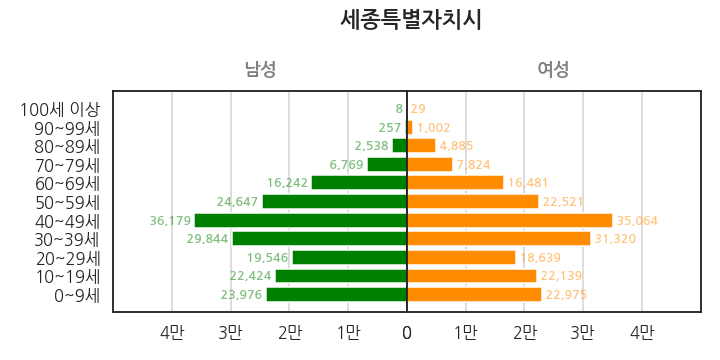 세종특별자치시
남성 여성
100세 이상 8 29
90~99세 257 1,002
80~89세 2,538 4,885
70~79세 6,769 7,824
60~69세 16,242 16,481
50~59세 24,647 22,521
40~49세 36,179 35,064
30~39세 29,844 31,320
20~29세 19,546 18,639
10~19세 22,424 22,139
0~9세 23,976 22,975
4만 3만 2만 1만 0 1만 2만 3만 4만